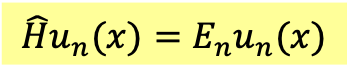 Ĥuₙ(x) = Eₙuₙ(x)